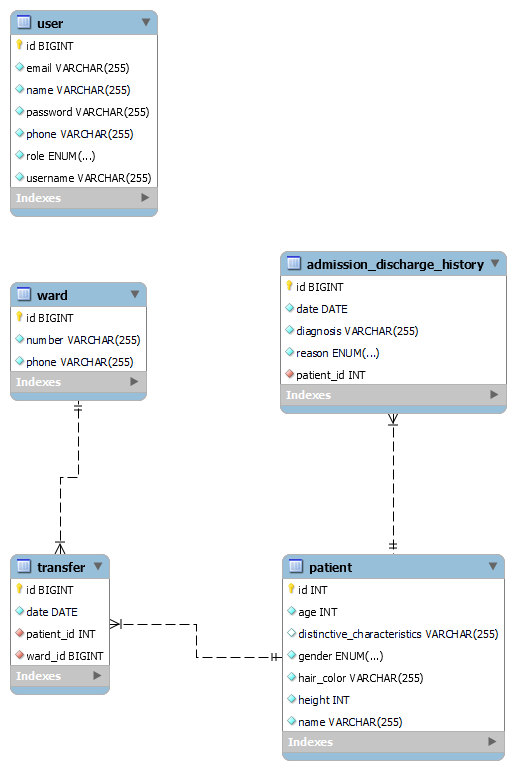 user
id BIGINT
email VARCHAR(255)
name VARCHAR(255)
password VARCHAR(255)
phone VARCHAR(255)
role ENUM(...)
username VARCHAR(255)
Indexes
ward
id BIGINT
number VARCHAR(255)
phone VARCHAR(255)
Indexes
admission_discharge_history
id BIGINT
date DATE
diagnosis VARCHAR(255)
reason ENUM(...)
patient_id INT
Indexes
transfer
id BIGINT
date DATE
patient_id INT
ward_id BIGINT
Indexes
patient
id INT
age INT
distinctive_characteristics VARCHAR(255)
gender ENUM(...)
hair_color VARCHAR(255)
height INT
name VARCHAR(255)
Indexes